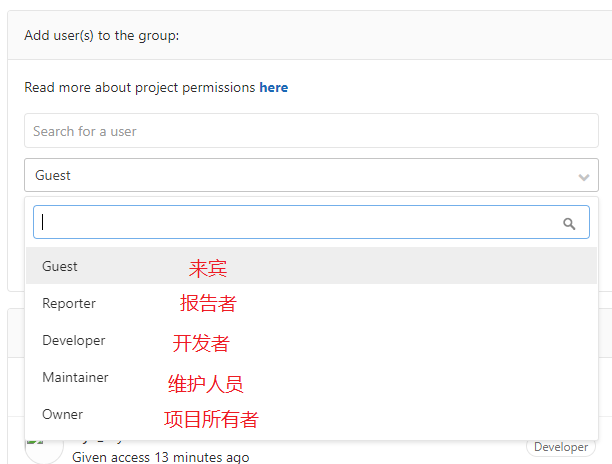 Add user(s) to the group:
Read more about project permissions here
Search for a user
Guest
Guest 来宾
Reporter 报告者
Developer 开发者
Maintainer 维护人员
Owner 项目所有者
Given access 13 minutes ago
Developer